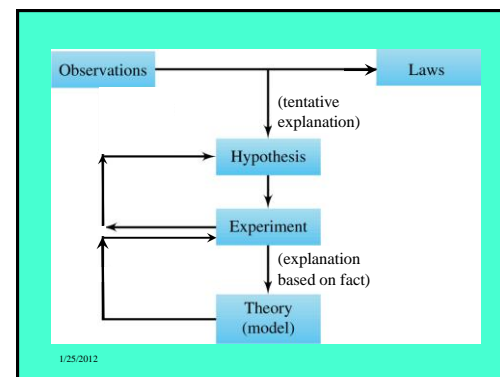 Observations
Laws
(tentative
explanation)
Hypothesis
Experiment
(explanation
based on fact)
Theory
(model)
1/25/2012